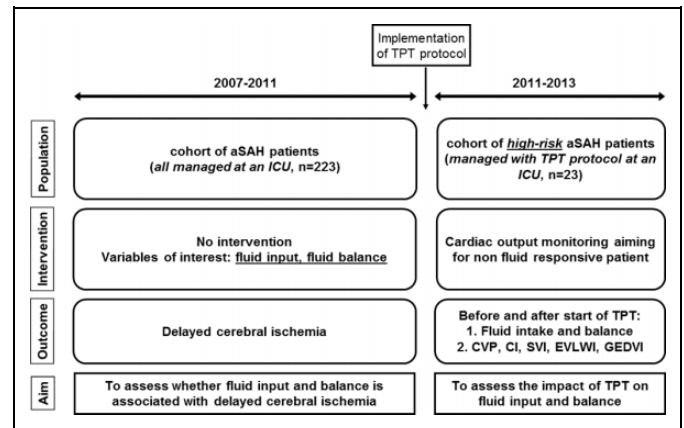 Implementation
of TPT protocol
2007-2011
2011-2013
Population
cohort of aSAH patients
(all managed at an ICU, n=223)
cohort of high-risk aSAH patients
(managed with TPT protocol at an
ICU, n=23)
Intervention
No intervention
Variables of interest: fluid input, fluid balance
Cardiac output monitoring aiming
for non fluid responsive patient
Outcome
Delayed cerebral ischemia
Before and after start of TPT:
1. Fluid intake and balance
2. CVP, CI, SVI, EVLWI, GEDVI
Aim
To assess whether fluid input and balance is
associated with delayed cerebral ischemia
To assess the impact of TPT on
fluid input and balance